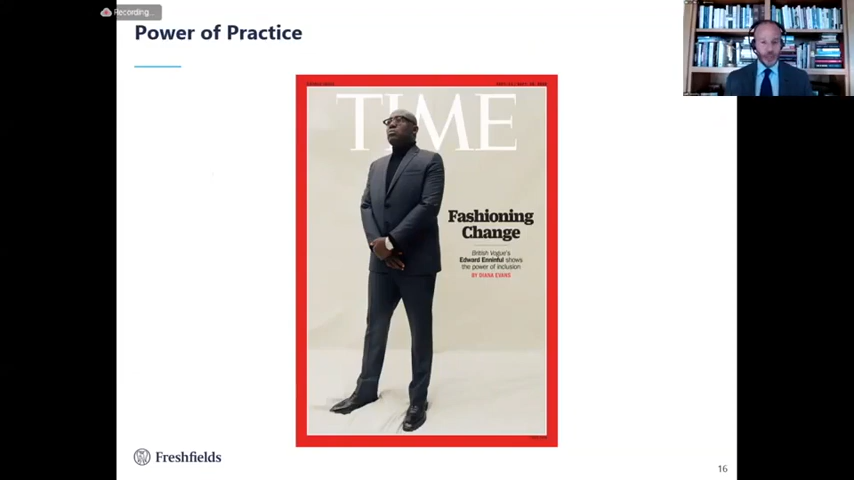 Recording...
Power of Practice
TIME
Fashioning
Change
British Vogue's
Edward Enninful shows
the power of inclusion
BY DIANA EVANS
Freshfields
16